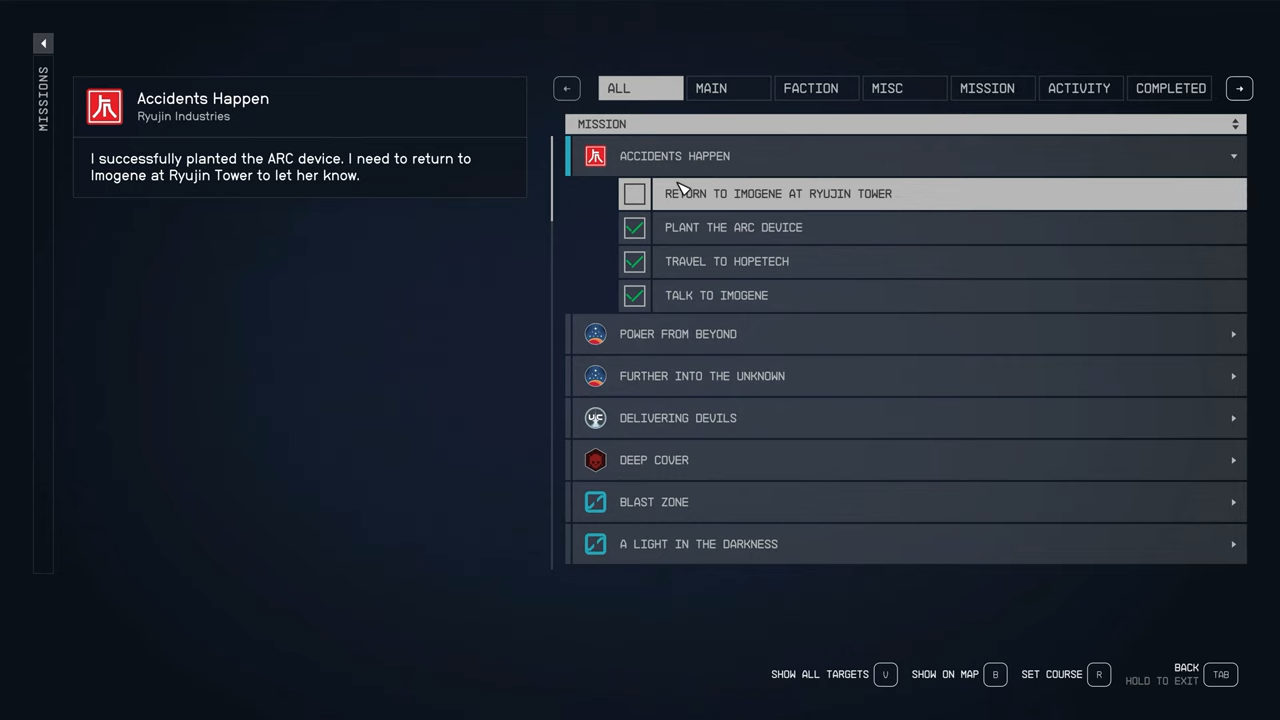 MISSIONS
Accidents Happen
Ryujin Industries
I successfully planted the ARC device. I need to return to
Imogene at Ryujin Tower to let her know.
ALL
MAIN
FACTION
MISC
MISSION
ACTIVITY
COMPLETED
MISSION
ACCIDENTS HAPPEN
RETURN TO IMOGENE AT RYUJIN TOWER
PLANT THE ARC DEVICE
TRAVEL TO HOPETECH
TALK TO IMOGENE
POWER FROM BEYOND
FURTHER INTO THE UNKNOWN
UC
DELIVERING DEVILS
DEEP COVER
BLAST ZONE
A LIGHT IN THE DARKNESS
SHOW ALL TARGETS V
SHOW ON MAP B
SET COURSE R
BACK
HOLD TO EXIT
TAB